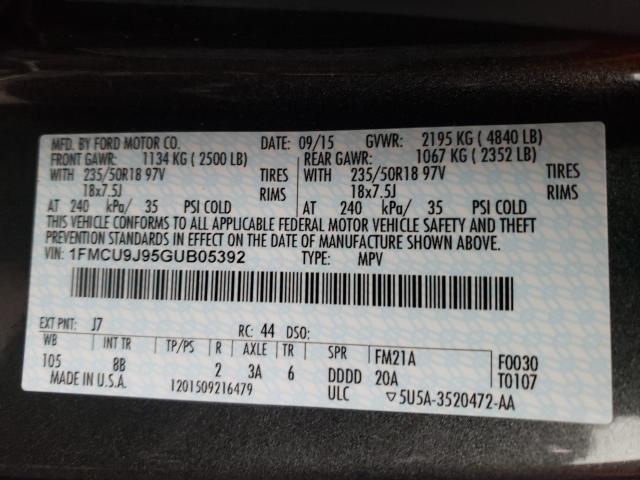 MFD. BY FORD MOTOR CO. DATE: 09/15 GVWR: 2195 KG ( 4840 LB)
FRONT GAWR: 1134 KG ( 2500 LB) REAR GAWR: 1067 KG ( 2352 LB)
WITH 235/50R18 97V TIRES WITH 235/50R18 97V TIRES
18x7.5J RIMS 18x7.5J RIMS
AT 240 kPa/ 35 PSI COLD AT 240 kPa/ 35 PSI COLD
THIS VEHICLE CONFORMS TO ALL APPLICABLE FEDERAL MOTOR VEHICLE SAFETY AND THEFT
PREVENTION STANDARDS IN EFFECT ON THE DATE OF MANUFACTURE SHOWN ABOVE.
VIN: 1FMCU9J95GUB05392 TYPE: MPV
EXT PNT: J7 RC: 44 DSO:
WB INT TR TP/PS R AXLE TR SPR FM21A F0030
105 8B 2 3A 6 DDDD 20A T0107
MADE IN U.S.A. 1201509216479 ULC ▽5U5A-3520472-AA